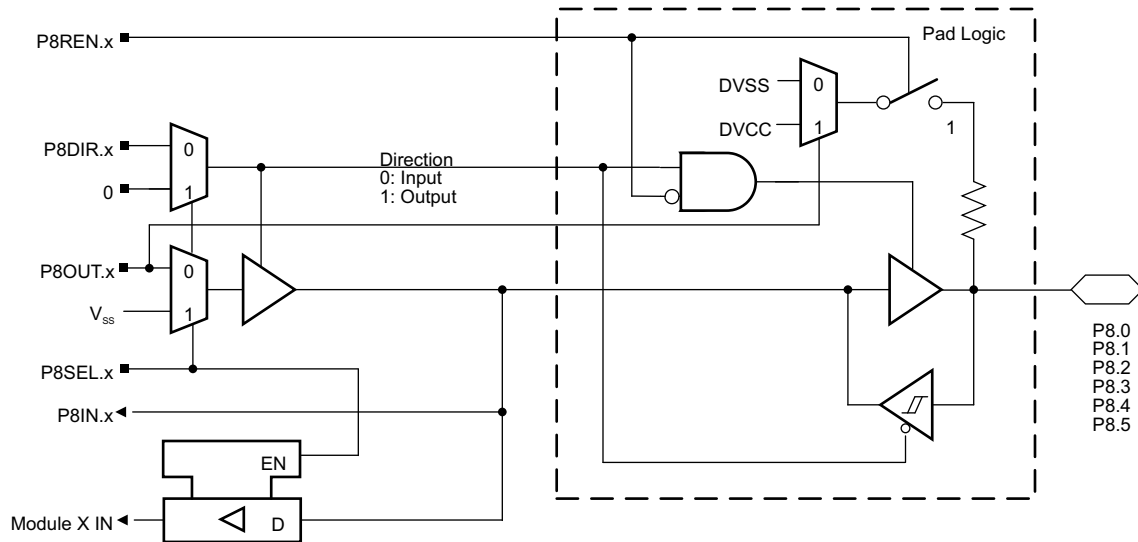 P8REN.x
Pad Logic
DVSS
0
DVCC
1
1
P8DIR.x
0
0
1
Direction
0: Input
1: Output
P8OUT.x
0
VSS
1
P8SEL.x
P8IN.x
EN
Module X IN
D
P8.0
P8.1
P8.2
P8.3
P8.4
P8.5